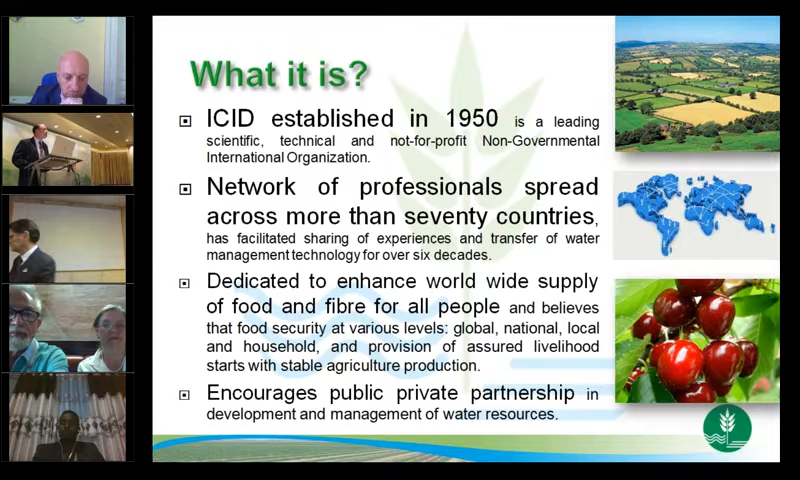 What it is?
ICID established in 1950 is a leading
scientific, technical and not-for-profit Non-Governmental
International Organization.
Network of professionals spread
across more than seventy countries,
has facilitated sharing of experiences and transfer of water
management technology for over six decades.
Dedicated to enhance world wide supply
of food and fibre for all people and believes
that food security at various levels: global, national, local
and household, and provision of assured livelihood
starts with stable agriculture production.
Encourages public private partnership in
development and management of water resources.